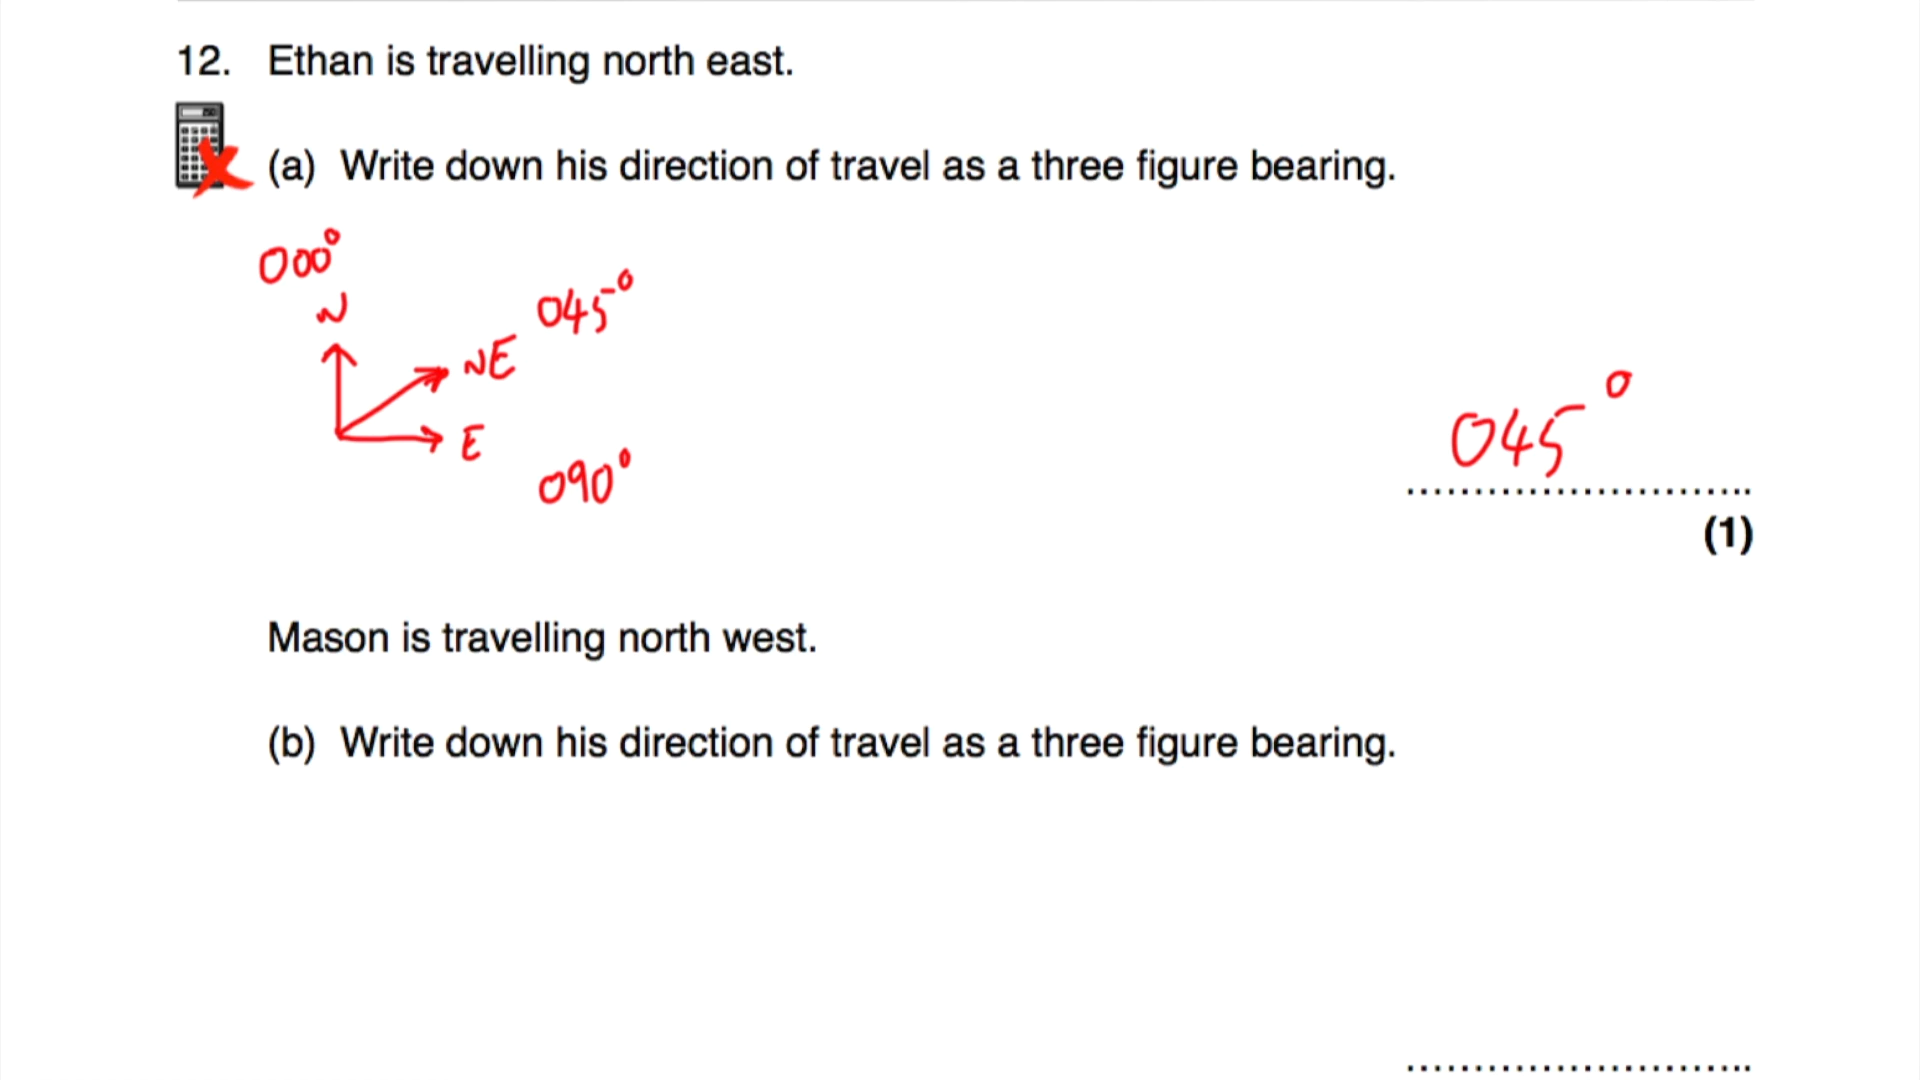 12. Ethan is travelling north east.
(a) Write down his direction of travel as a three figure bearing.
000°
N
045°
NE
E
090°
045°
..........................
(1)
Mason is travelling north west.
(b) Write down his direction of travel as a three figure bearing.
..........................